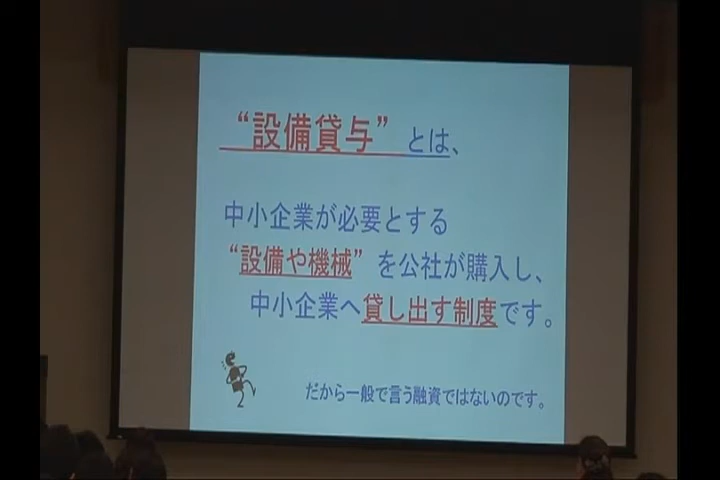 “設備貸与”とは、
中小企業が必要とする
“設備や機械”を公社が購入し、
中小企業へ貸し出す制度です。
だから一般で言う融資ではないのです。